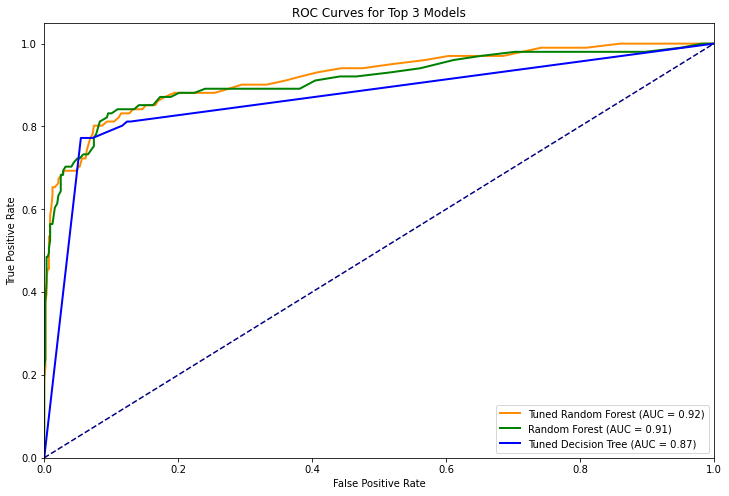 ROC Curves for Top 3 Models
True Positive Rate
1.0
0.8
0.6
0.4
0.2
0.0
0.0 0.2 0.4 0.6 0.8 1.0
False Positive Rate
Tuned Random Forest (AUC = 0.92)
Random Forest (AUC = 0.91)
Tuned Decision Tree (AUC = 0.87)